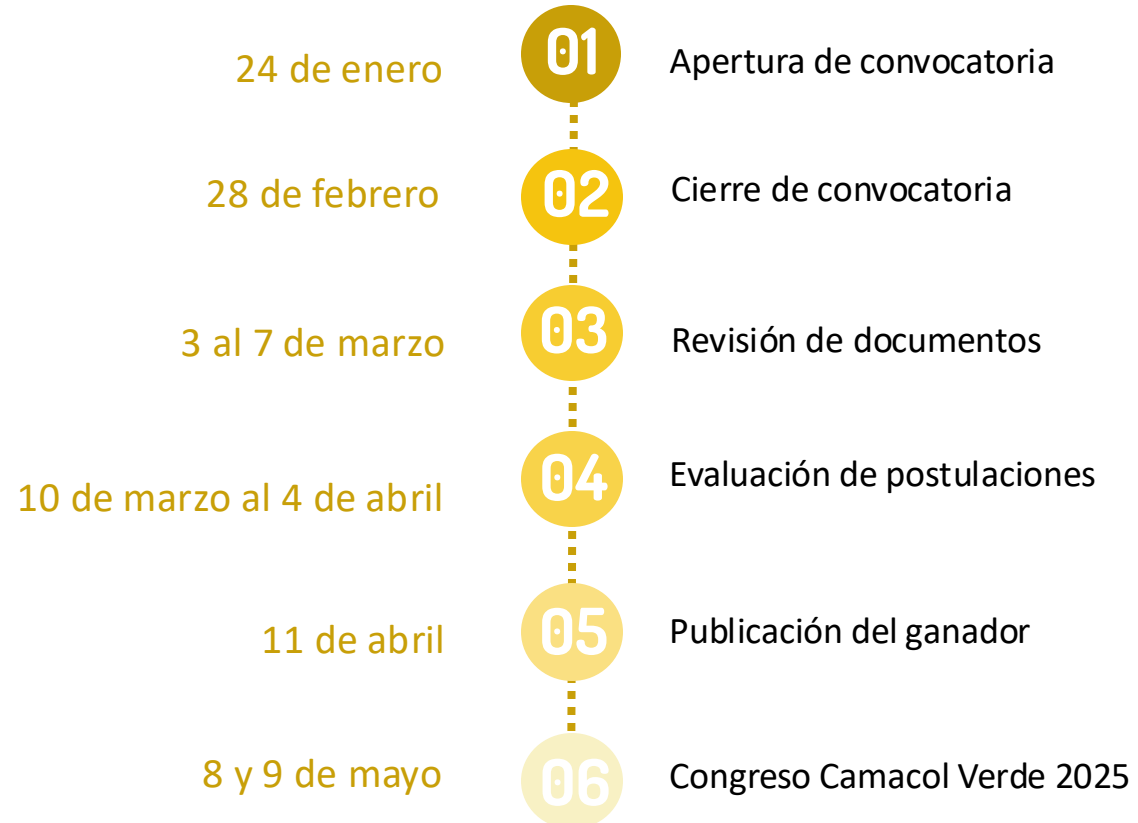 24 de enero
01
Apertura de convocatoria
28 de febrero
02
Cierre de convocatoria
3 al 7 de marzo
03
Revisión de documentos
10 de marzo al 4 de abril
04
Evaluación de postulaciones
11 de abril
05
Publicación del ganador
8 y 9 de mayo
06
Congreso Camacol Verde 2025